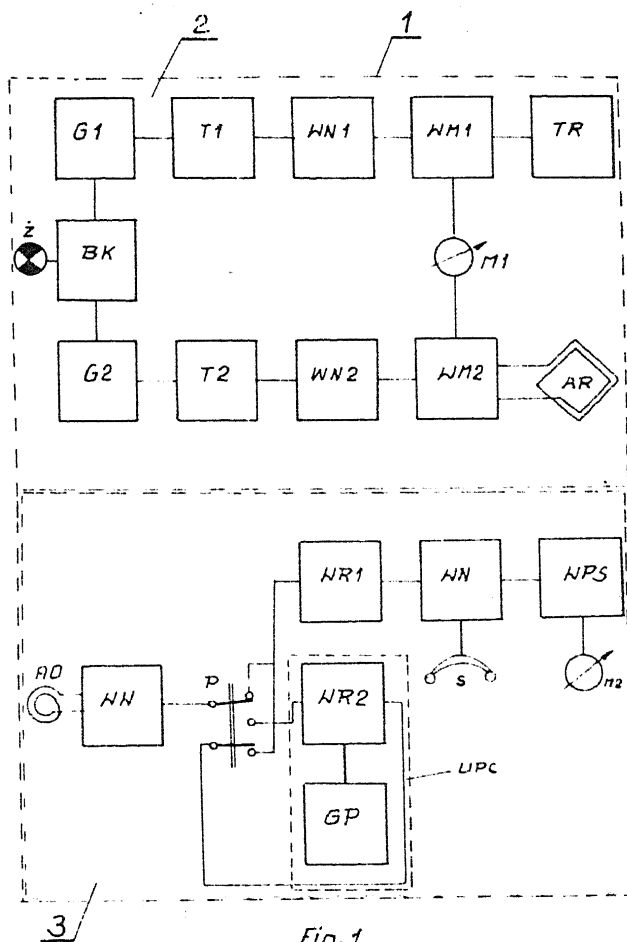 2 1
G1 T1 WN1 WM1 TR
Ż BK M1
G2 T2 WN2 WM2 AR
WR1 WN WPS
AO WW P WR2 S M2
UPC
GP
3
Fig. 1